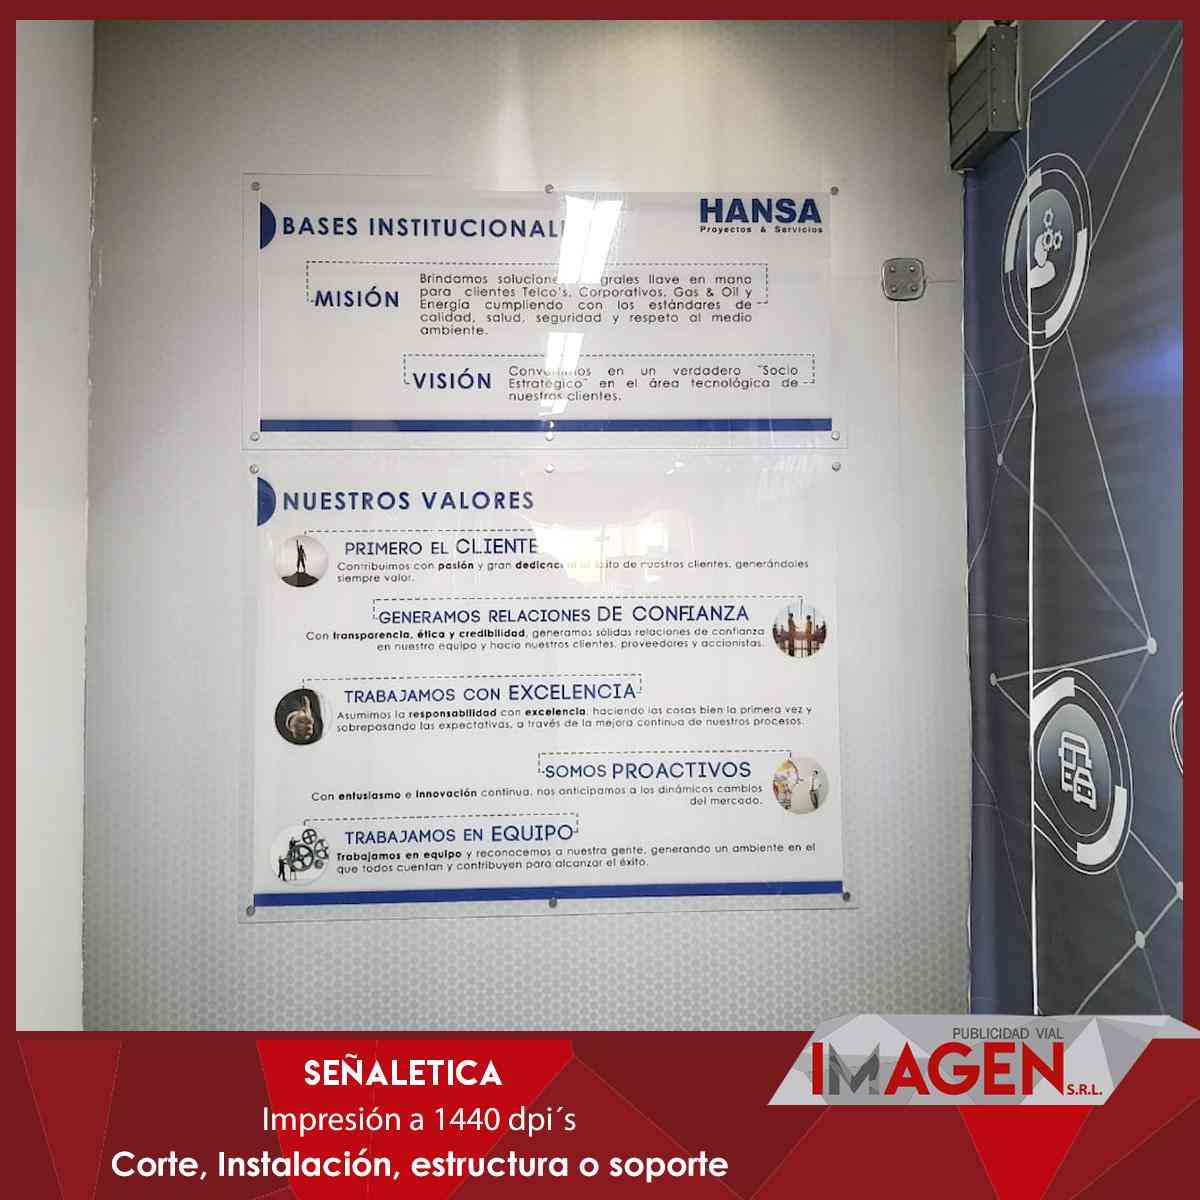 BASES INSTITUCIONAL
HANSA
Proyectos & Servicios
MISIÓN
Brindamos soluciones
grales llave en mano
para clientes Telco's, Corporativos, Gas & Oil y
Energía cumpliendo con los estándares de
calidad, salud, seguridad y respeto al medio
ambiente.
VISIÓN
en un verdadero "Socio
Estratégico" en el área tecnológica de
nuestros clientes.
NUESTROS VALORES
PRIMERO EL CLIENTE
Contribuimos con pasión y gran al éxito de nuestros clientes, generándoles
siempre valor.
GENERAMOS RELACIONES DE CONFIANZA
Con transparencia, ética y credibilidad, generamos sólidas relaciones de confianza
en nuestro equipo y hacia nuestros clientes, proveedores y accionistas.
TRABAJAMOS CON EXCELENCIA
Asumimos la responsabilidad con excelencia, haciendo las cosas bien la primera vez y
sobrepasando las expectativas, a través de la mejora continua de nuestros procesos.
SOMOS PROACTIVOS
Con entusiasmo e innovación continua, nos anticipamos a los dinámicos cambios
del mercado.
TRABAJAMOS EN EQUIPO
Trabajamos en equipo y reconocemos a nuestra gente, generando un ambiente en el
que todos cuentan y contribuyen para alcanzar el éxito.
PUBLICIDAD VIAL
IMAGEN S.R.L.
SEÑALETICA
Impresión a 1440 dpi´s
Corte, Instalación, estructura o soporte